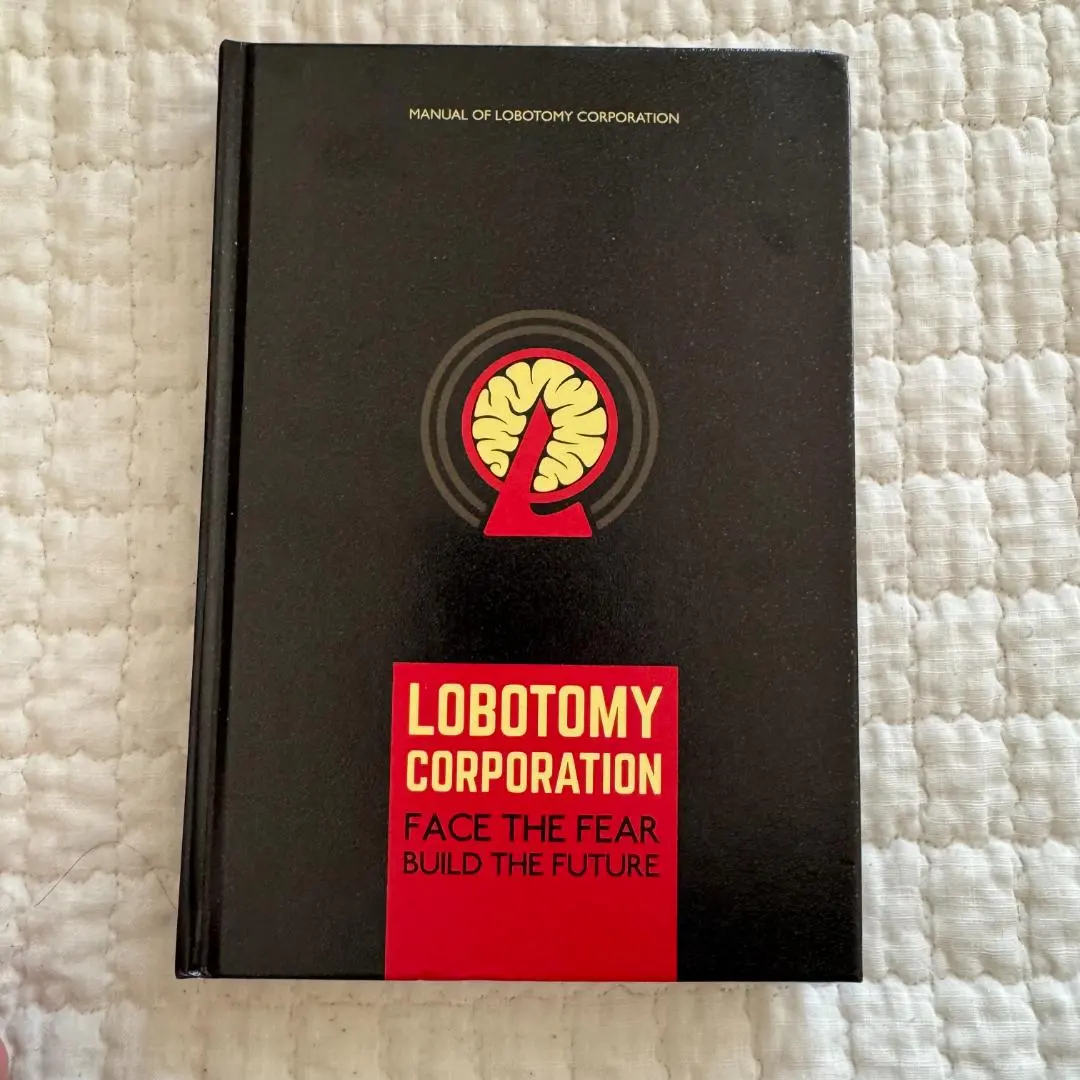 MANUAL OF LOBOTOMY CORPORATION
LOBOTOMY
CORPORATION
FACE THE FEAR
BUILD THE FUTURE